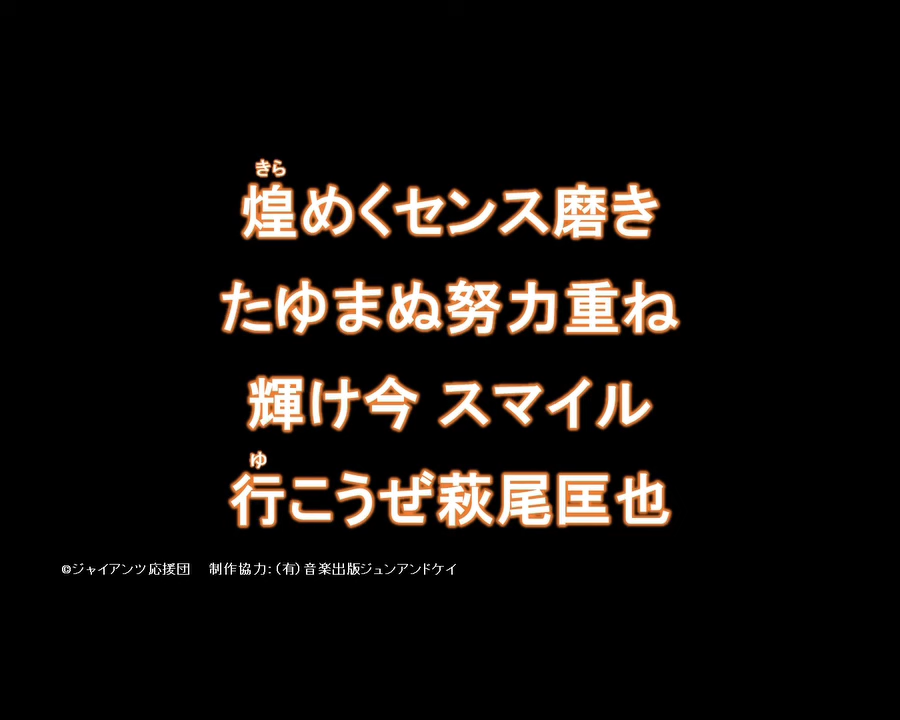 きら
煌めくセンス磨き
たゆまぬ努力重ね
輝け今 スマイル
ゆ
行こうぜ萩尾匡也
©ジャイアンツ応援団 制作協力:(有)音楽出版ジュンアンドケイ